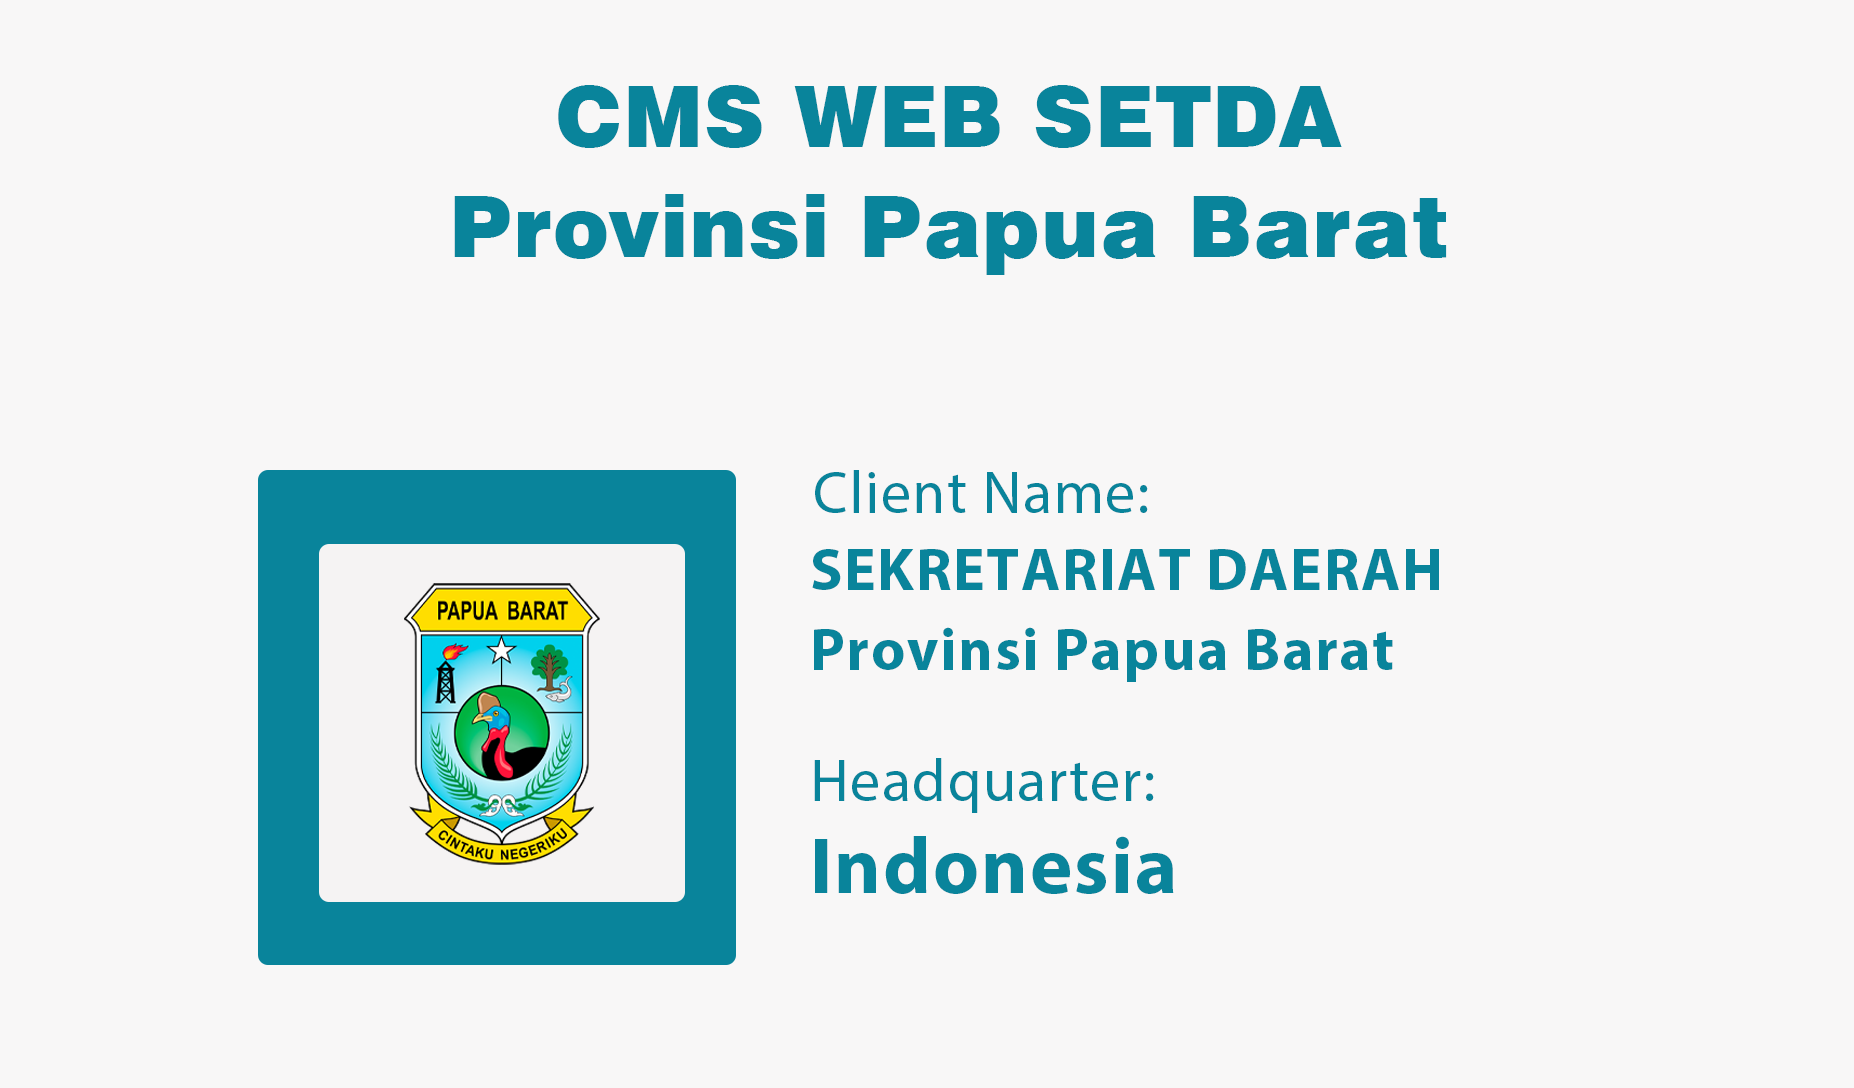 CMS WEB SETDA
Provinsi Papua Barat
PAPUA BARAT
CINTAKU NEGERIKU
Client Name:
SEKRETARIAT DAERAH
Provinsi Papua Barat
Headquarter:
Indonesia